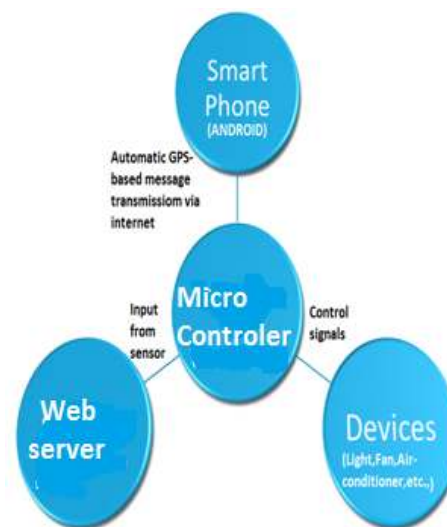 Smart
Phone
(ANDROID)
Automatic GPS-
based message
transmissiom via
internet
Micro
Controler
Input
from
sensor
Control
signals
Web
server
Devices
(Light,Fan,Air-
conditioner,etc.,)